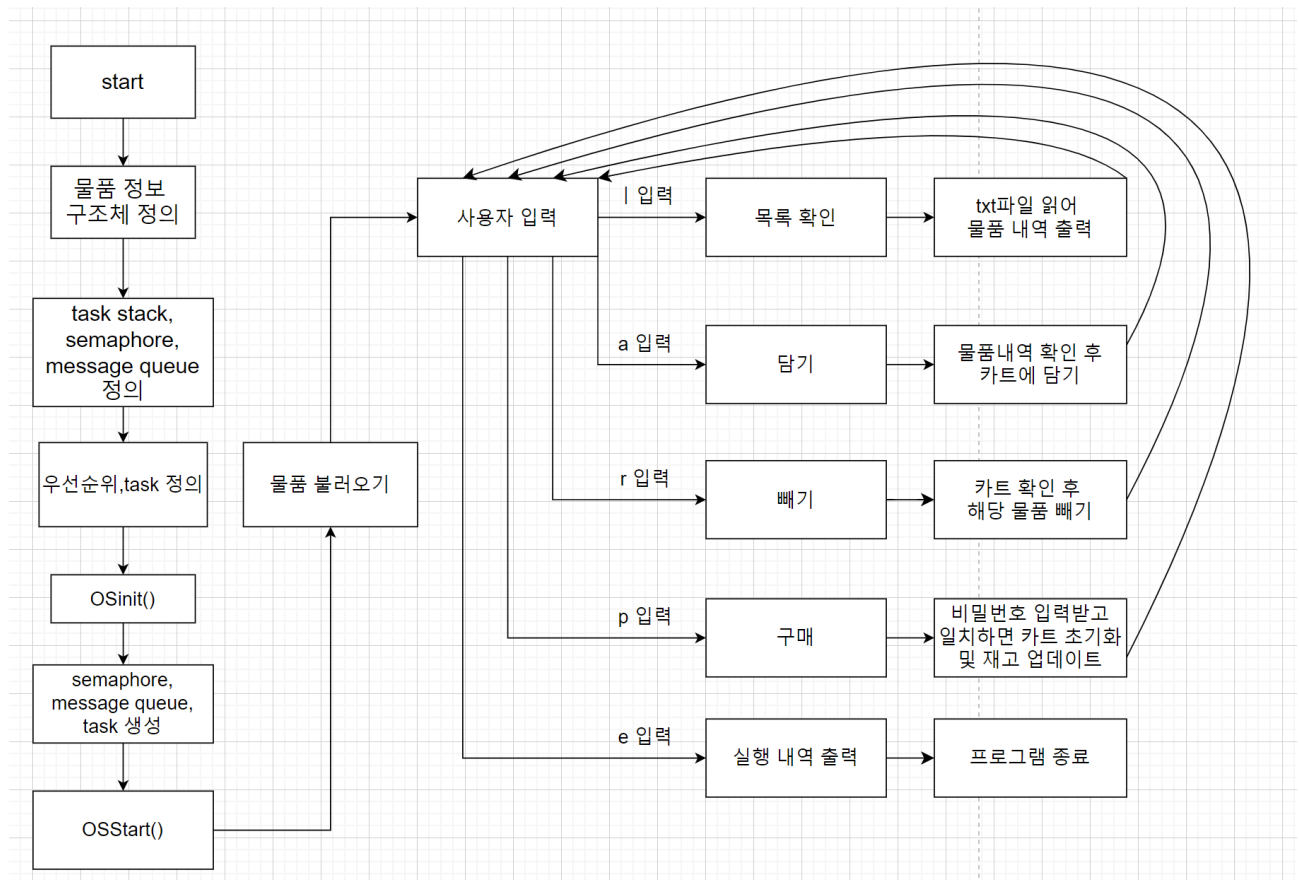 start
물품 정보
구조체 정의
task stack,
semaphore,
message queue
정의
우선순위,task 정의
OSinit()
semaphore,
message queue,
task 생성
OSStart()
물품 불러오기
사용자 입력
l 입력
목록 확인
txt파일 읽어
물품 내역 출력
a 입력
담기
물품내역 확인 후
카트에 담기
r 입력
빼기
카트 확인 후
해당 물품 빼기
p 입력
구매
비밀번호 입력받고
일치하면 카트 초기화
및 재고 업데이트
e 입력
실행 내역 출력
프로그램 종료